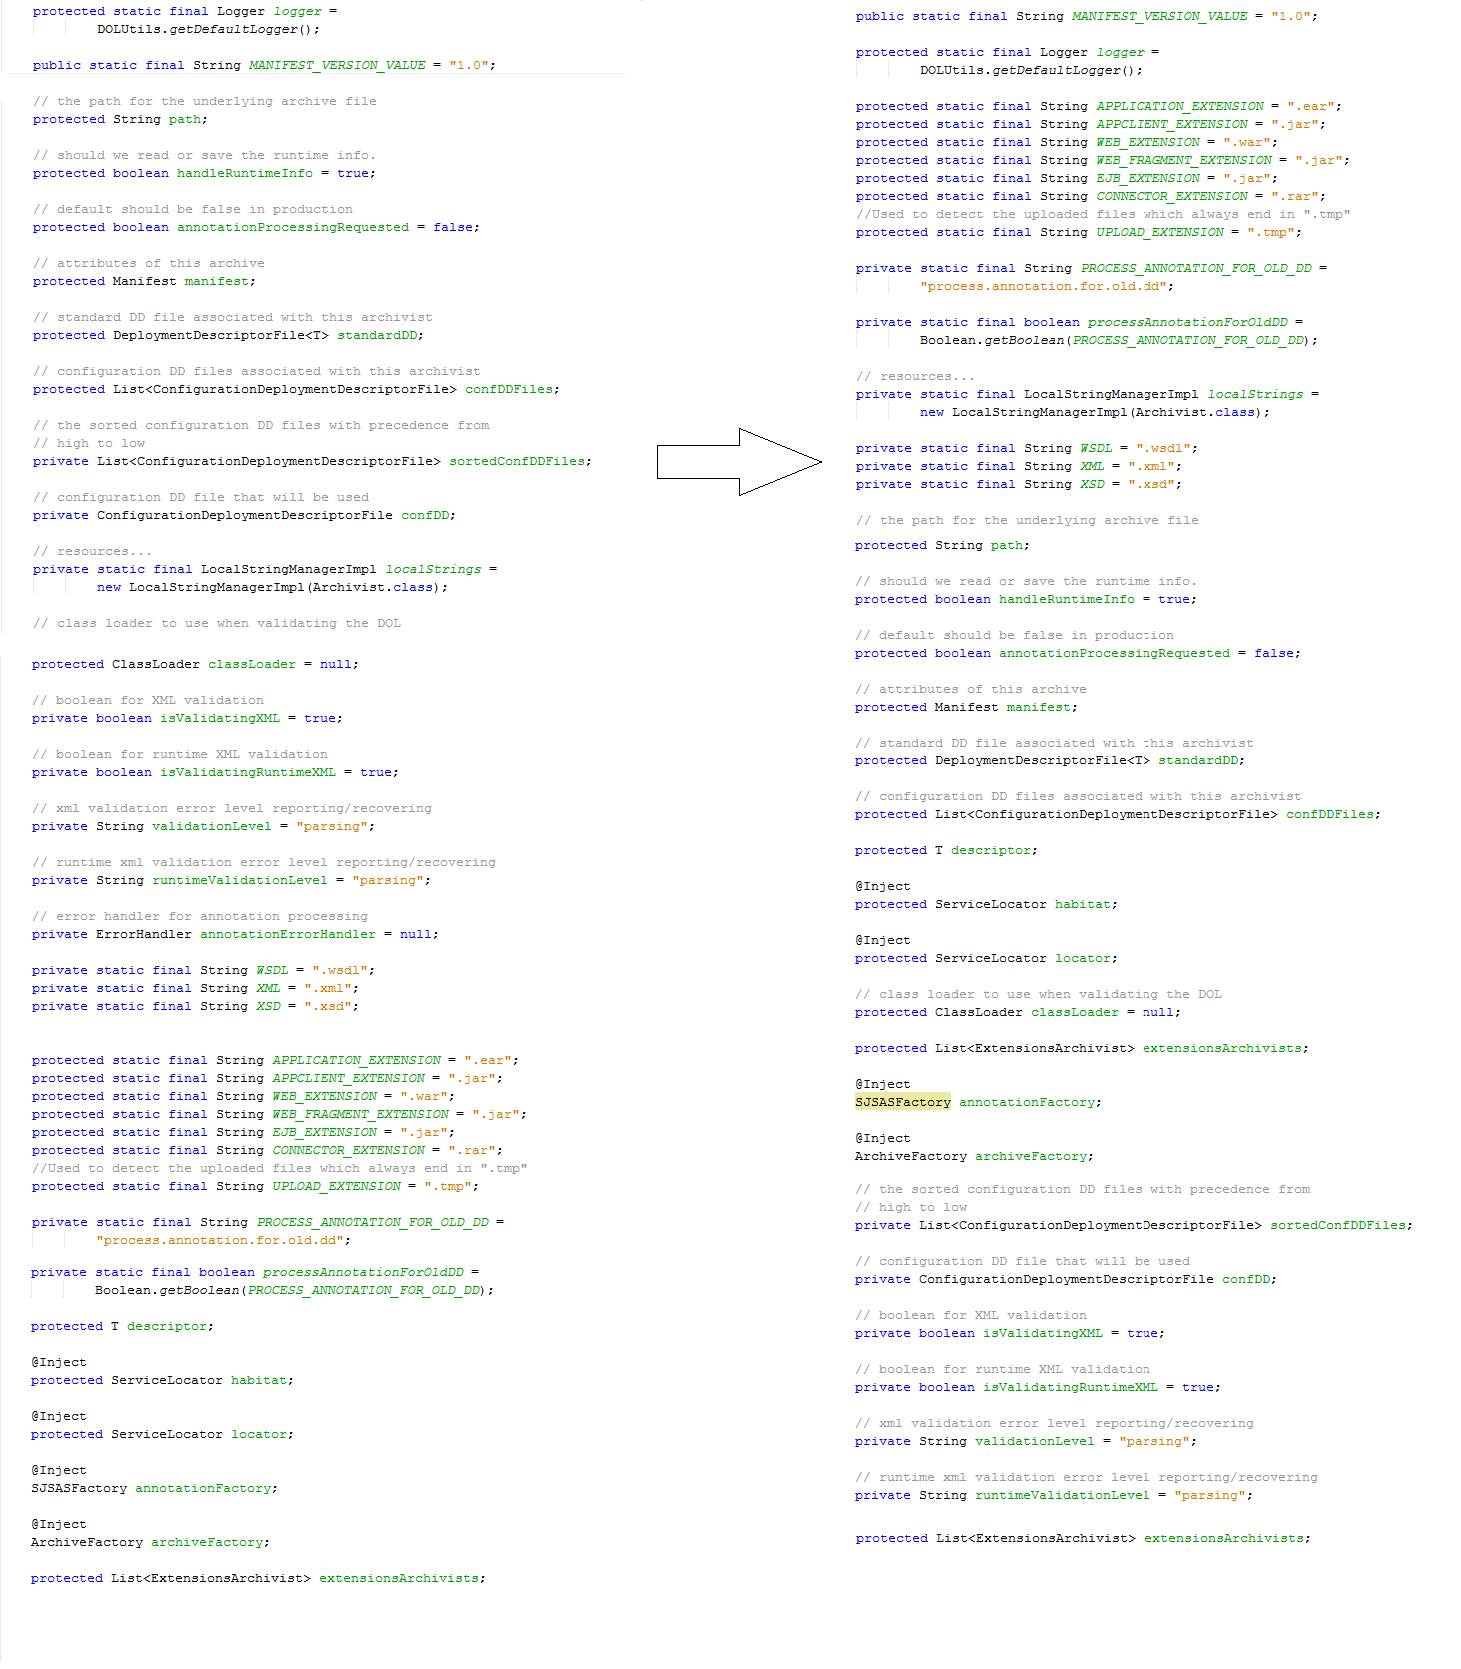 protected static final Logger logger =
DOLUtils.getDefaultLogger();
public static final String MANIFEST_VERSION_VALUE = "1.0";
// the path for the underlying archive file
protected String path;
// should we read or save the runtime info.
protected boolean handleRuntimeInfo = true;
// default should be false in production
protected boolean annotationProcessingRequested = false;
// attributes of this archive
protected Manifest manifest;
// standard DD file associated with this archivist
protected DeploymentDescriptorFile<T> standardDD;
// configuration DD files associated with this archivist
protected List<ConfigurationDeploymentDescriptorFile> confDDFiles;
// the sorted configuration DD files with precedence from
// high to low
private List<ConfigurationDeploymentDescriptorFile> sortedConfDDFiles;
// configuration DD file that will be used
private ConfigurationDeploymentDescriptorFile confDD;
// resources...
private static final LocalStringManagerImpl localStrings =
new LocalStringManagerImpl(Archivist.class);
// class loader to use when validating the DOL
protected ClassLoader classLoader = null;
// boolean for XML validation
private boolean isValidatingXML = true;
// boolean for runtime XML validation
private boolean isValidatingRuntimeXML = true;
// xml validation error level reporting/recovering
private String validationLevel = "parsing";
// runtime xml validation error level reporting/recovering
private String runtimeValidationLevel = "parsing";
// error handler for annotation processing
private ErrorHandler annotationErrorHandler = null;
private static final String WSDL = ".wsdl";
private static final String XML = ".xml";
private static final String XSD = ".xsd";
protected static final String APPLICATION_EXTENSION = ".ear";
protected static final String APPCLIENT_EXTENSION = ".jar";
protected static final String WEB_EXTENSION = ".war";
protected static final String WEB_FRAGMENT_EXTENSION = ".jar";
protected static final String EJB_EXTENSION = ".jar";
protected static final String CONNECTOR_EXTENSION = ".rar";
//Used to detect the uploaded files which always end in ".tmp"
protected static final String UPLOAD_EXTENSION = ".tmp";
private static final String PROCESS_ANNOTATION_FOR_OLD_DD =
"process.annotation.for.old.dd";
private static final boolean processAnnotationForOldDD =
Boolean.getBoolean(PROCESS_ANNOTATION_FOR_OLD_DD);
protected T descriptor;
@Inject
protected ServiceLocator habitat;
@Inject
protected ServiceLocator locator;
@Inject
SJSASFactory annotationFactory;
@Inject
ArchiveFactory archiveFactory;
protected List<ExtensionsArchivist> extensionsArchivists;
public static final String MANIFEST_VERSION_VALUE = "1.0";
protected static final Logger logger =
DOLUtils.getDefaultLogger();
protected static final String APPLICATION_EXTENSION = ".ear";
protected static final String APPCLIENT_EXTENSION = ".jar";
protected static final String WEB_EXTENSION = ".war";
protected static final String WEB_FRAGMENT_EXTENSION = ".jar";
protected static final String EJB_EXTENSION = ".jar";
protected static final String CONNECTOR_EXTENSION = ".rar";
//Used to detect the uploaded files which always end in ".tmp"
protected static final String UPLOAD_EXTENSION = ".tmp";
private static final String PROCESS_ANNOTATION_FOR_OLD_DD =
"process.annotation.for.old.dd";
private static final boolean processAnnotationForOldDD =
Boolean.getBoolean(PROCESS_ANNOTATION_FOR_OLD_DD);
// resources...
private static final LocalStringManagerImpl localStrings =
new LocalStringManagerImpl(Archivist.class);
private static final String WSDL = ".wsdl";
private static final String XML = ".xml";
private static final String XSD = ".xsd";
// the path for the underlying archive file
protected String path;
// should we read or save the runtime info.
protected boolean handleRuntimeInfo = true;
// default should be false in production
protected boolean annotationProcessingRequested = false;
// attributes of this archive
protected Manifest manifest;
// standard DD file associated with this archivist
protected DeploymentDescriptorFile<T> standardDD;
// configuration DD files associated with this archivist
protected List<ConfigurationDeploymentDescriptorFile> confDDFiles;
protected T descriptor;
@Inject
protected ServiceLocator habitat;
@Inject
protected ServiceLocator locator;
// class loader to use when validating the DOL
protected ClassLoader classLoader = null;
protected List<ExtensionsArchivist> extensionsArchivists;
@Inject
SJSASFactory annotationFactory;
@Inject
ArchiveFactory archiveFactory;
// the sorted configuration DD files with precedence from
// high to low
private List<ConfigurationDeploymentDescriptorFile> sortedConfDDFiles;
// configuration DD file that will be used
private ConfigurationDeploymentDescriptorFile confDD;
// boolean for XML validation
private boolean isValidatingXML = true;
// boolean for runtime XML validation
private boolean isValidatingRuntimeXML = true;
// xml validation error level reporting/recovering
private String validationLevel = "parsing";
// runtime xml validation error level reporting/recovering
private String runtimeValidationLevel = "parsing";
protected List<ExtensionsArchivist> extensionsArchivists;